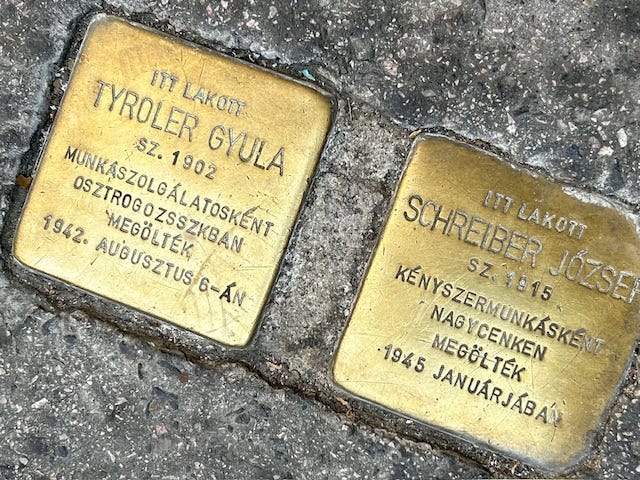 ITT LAKOTT
TYROLER GYULA
SZ. 1902
MUNKASZOLGÁLATOSKÉNT
OSZTROGOZSSZKBAN
MEGÖLTÉK
1942. AUGUSZTUS 6-ÁN
ITT LAKOTT
SCHREIBER JÓZSEF
SZ. 1915
KÉNYSZERMUNKÁSKÉNT
NAGYCENKEN
MEGÖLTÉK
1945 JANUÁRJÁBAN